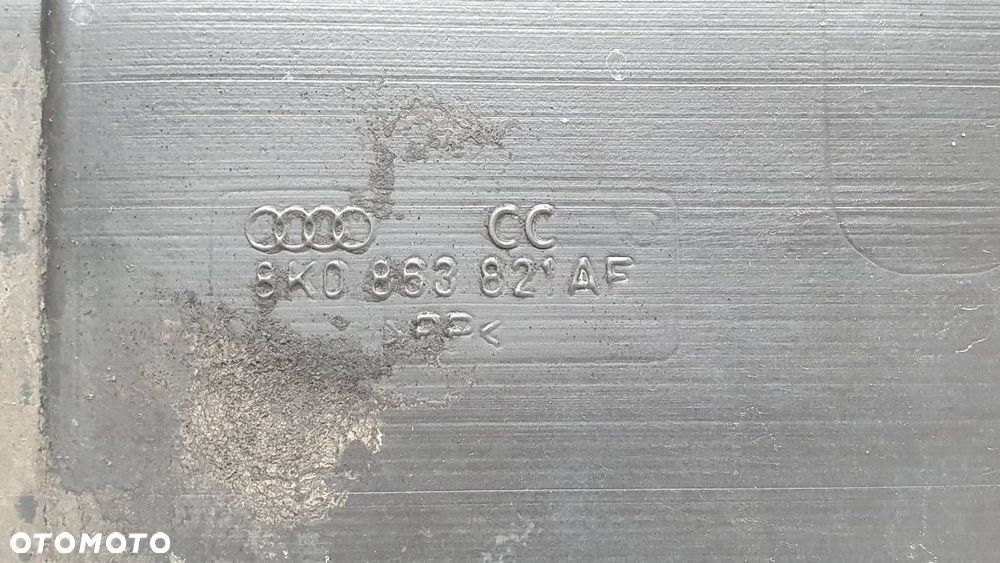 CC
8K0 863 821 AF
>PP<
OTOMOTO